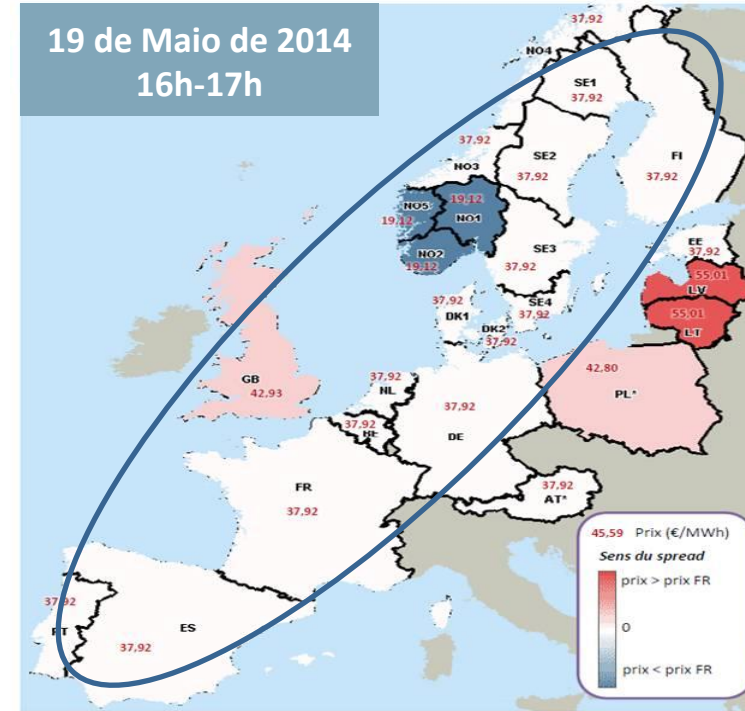 19 de Maio de 2014
16h-17h
37,92
NO4
SE1
37,92
37,92
NO3
SE2
37,92
FI
37,92
NO5
19,12
19,12
NO1
NO2
19,12
SE3
37,92
EE
37,92
55,01
LV
55,01
LT
37,92
DK1
SE4
37,92
DK2*
37,92
GB
42,93
37,92
NL
37,92
BE
37,92
DE
42,80
PL*
FR
37,92
37,92
AT*
37,92
PT
ES
37,92
45,59 Prix (€/MWh)
Sens du spread
prix > prix FR
0
prix < prix FR